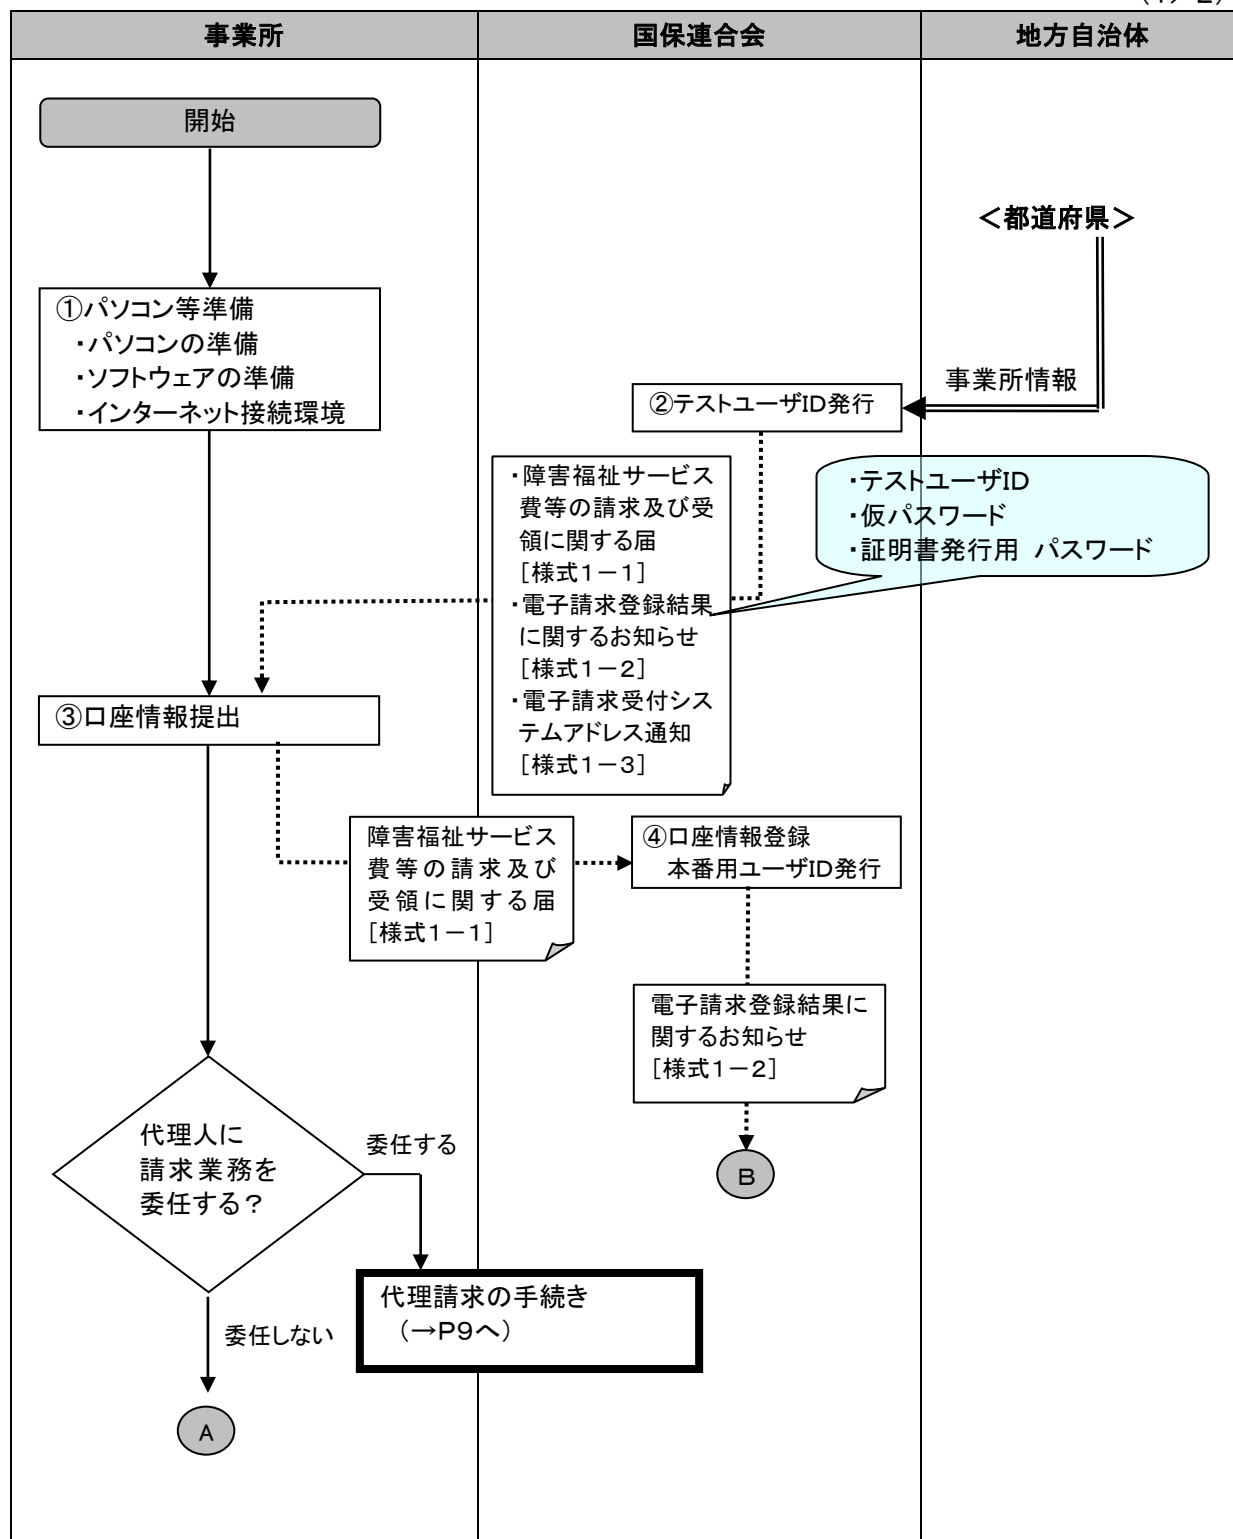 事業所
国保連合会
地方自治体
開始
＜都道府県＞
①パソコン等準備
・パソコンの準備
・ソフトウェアの準備
・インターネット接続環境
事業所情報
②テストユーザID発行
・障害福祉サービス
費等の請求及び受
領に関する届
[様式1－1]
・電子請求登録結果
に関するお知らせ
[様式1－2]
・電子請求受付シス
テムアドレス通知
[様式1－3]
・テストユーザID
・仮パスワード
・証明書発行用 パスワード
③口座情報提出
障害福祉サービス
費等の請求及び
受領に関する届
[様式1－1]
④口座情報登録
本番用ユーザID発行
電子請求登録結果に
関するお知らせ
[様式1－2]
B
代理人に
請求業務を
委任する？
委任する
代理請求の手続き
（→P9へ）
委任しない
A